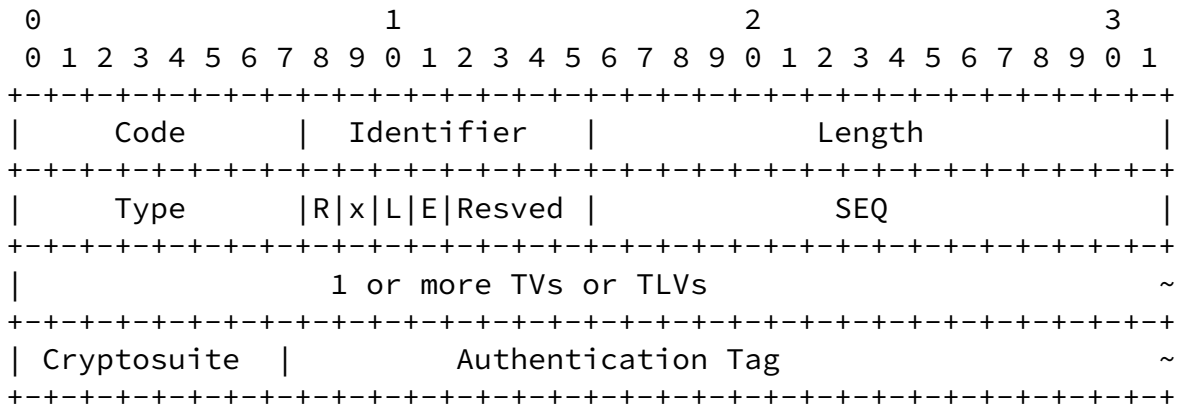 0                   1                   2                   3
 0 1 2 3 4 5 6 7 8 9 0 1 2 3 4 5 6 7 8 9 0 1 2 3 4 5 6 7 8 9 0 1
+-+-+-+-+-+-+-+-+-+-+-+-+-+-+-+-+-+-+-+-+-+-+-+-+-+-+-+-+-+-+-+-+
|     Code      |  Identifier   |            Length             |
+-+-+-+-+-+-+-+-+-+-+-+-+-+-+-+-+-+-+-+-+-+-+-+-+-+-+-+-+-+-+-+-+
|     Type      |R|x|L|E|Resved |             SEQ               |
+-+-+-+-+-+-+-+-+-+-+-+-+-+-+-+-+-+-+-+-+-+-+-+-+-+-+-+-+-+-+-+-+
|                 1 or more TVs or TLVs                         ~
+-+-+-+-+-+-+-+-+-+-+-+-+-+-+-+-+-+-+-+-+-+-+-+-+-+-+-+-+-+-+-+-+
| Cryptosuite  |         Authentication Tag                     ~
+-+-+-+-+-+-+-+-+-+-+-+-+-+-+-+-+-+-+-+-+-+-+-+-+-+-+-+-+-+-+-+-+